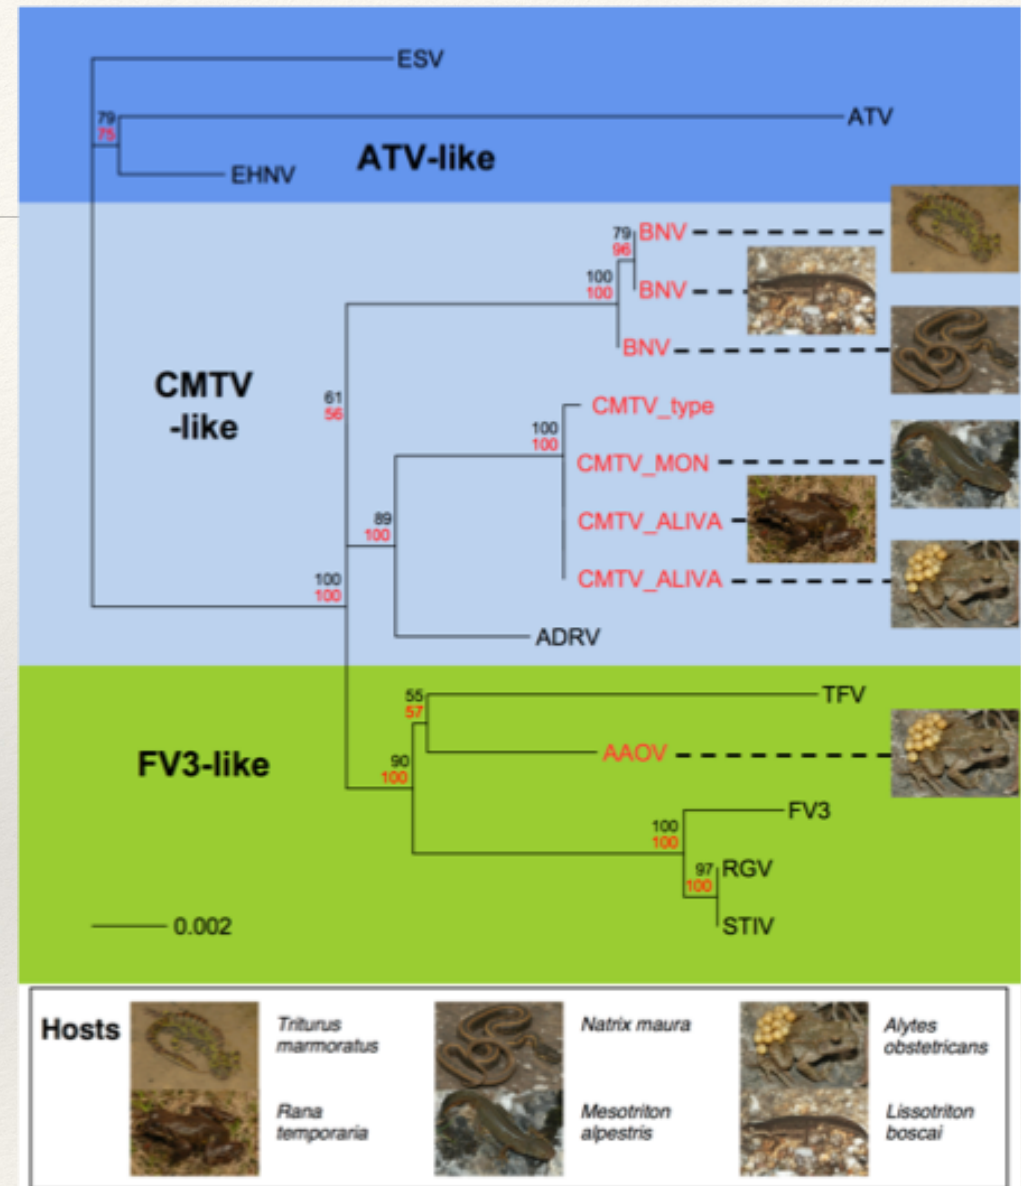 ESV
79
75
ATV
ATV-like
EHNV
79
96
BNV
100
100
BNV
BNV
CMTV
-like
61
56
CMTV_type
100
100
CMTV_MON
CMTV_ALIVA
89
100
CMTV_ALIVA
100
100
ADRV
55
57
TFV
AAOV
FV3-like
90
100
FV3
100
100
97
100
RGV
STIV
0.002
Hosts
Triturus
marmoratus
Natrix maura
Alytes
obstetricans
Rana
temporaria
Mesotriton
alpestris
Lissotriton
boscai